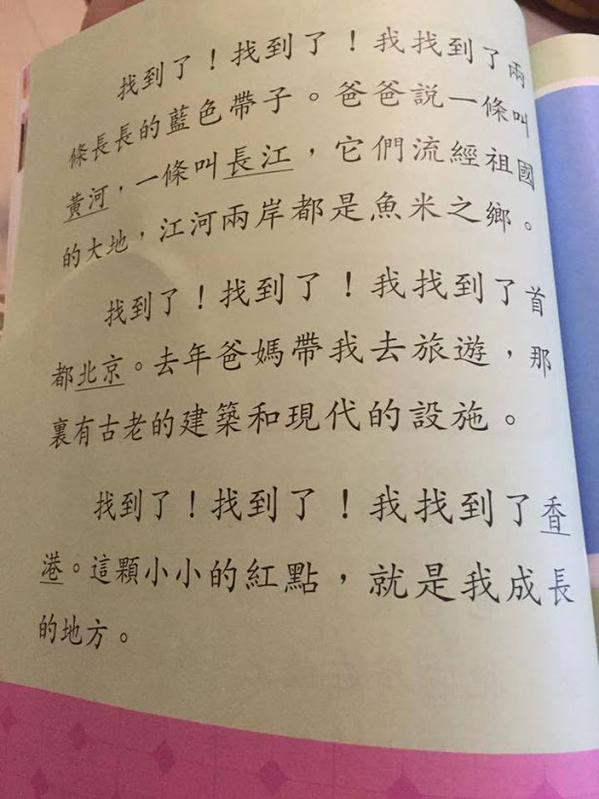 找到了！找到了！我找到了兩
條長長的藍色帶子。爸爸說一條叫
黃河，一條叫長江，它們流經祖國
的大地，江河兩岸都是魚米之鄉。
找到了！找到了！我找到了首
都北京。去年爸媽帶我去旅遊，那
裏有古老的建築和現代的設施。
找到了！找到了！我找到了香
港。這顆小小的紅點，就是我成長
的地方。